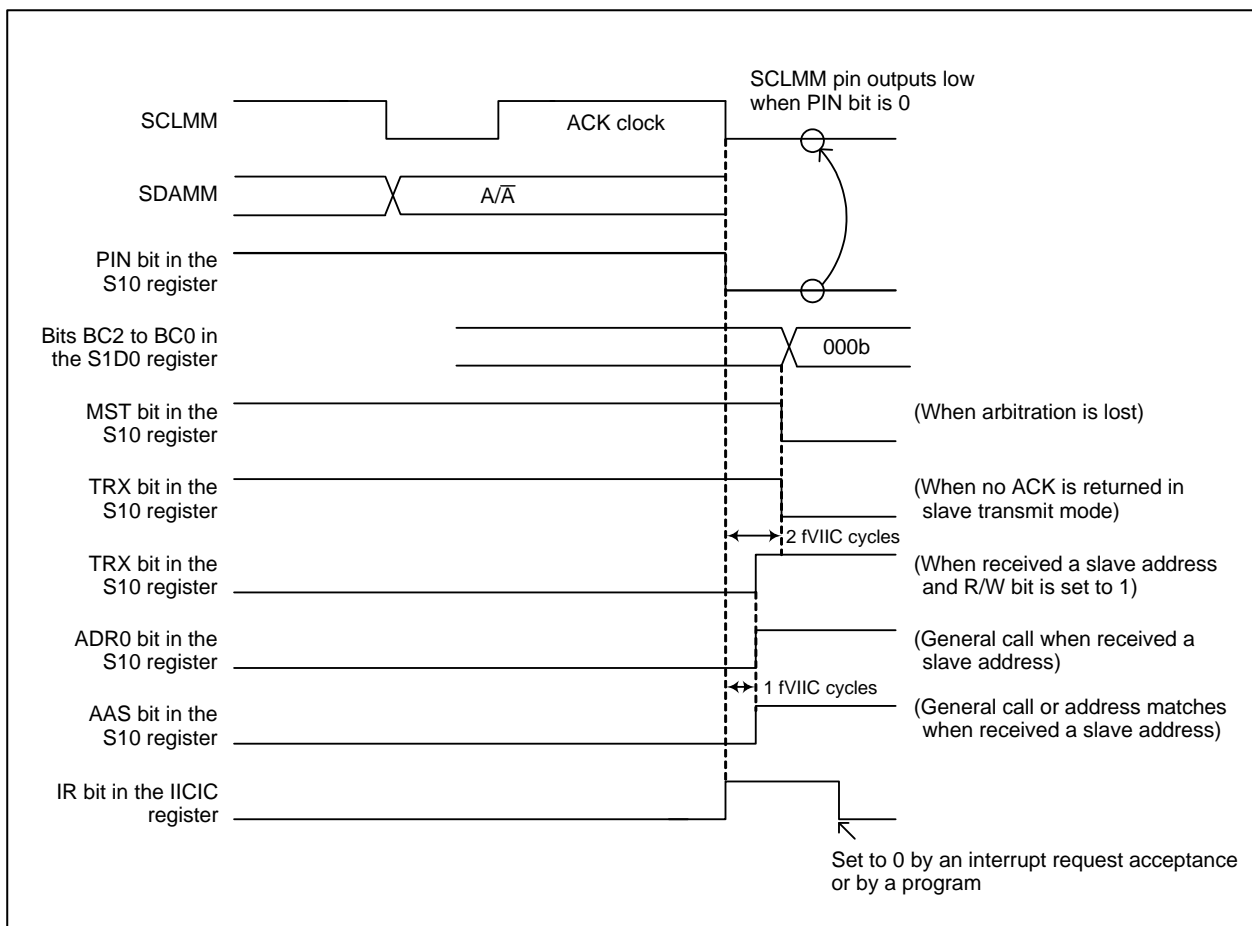 SCLMM pin outputs low
when PIN bit is 0
SCLMM
ACK clock
SDAMM
A/A̅
PIN bit in the
S10 register
Bits BC2 to BC0 in
the S1D0 register
000b
MST bit in the
S10 register
(When arbitration is lost)
TRX bit in the
S10 register
(When no ACK is returned in
slave transmit mode)
2 fVIIC cycles
TRX bit in the
S10 register
(When received a slave address
and R/W bit is set to 1)
ADR0 bit in the
S10 register
(General call when received a
slave address)
1 fVIIC cycles
AAS bit in the
S10 register
(General call or address matches
when received a slave address)
IR bit in the IICIC
register
Set to 0 by an interrupt request acceptance
or by a program